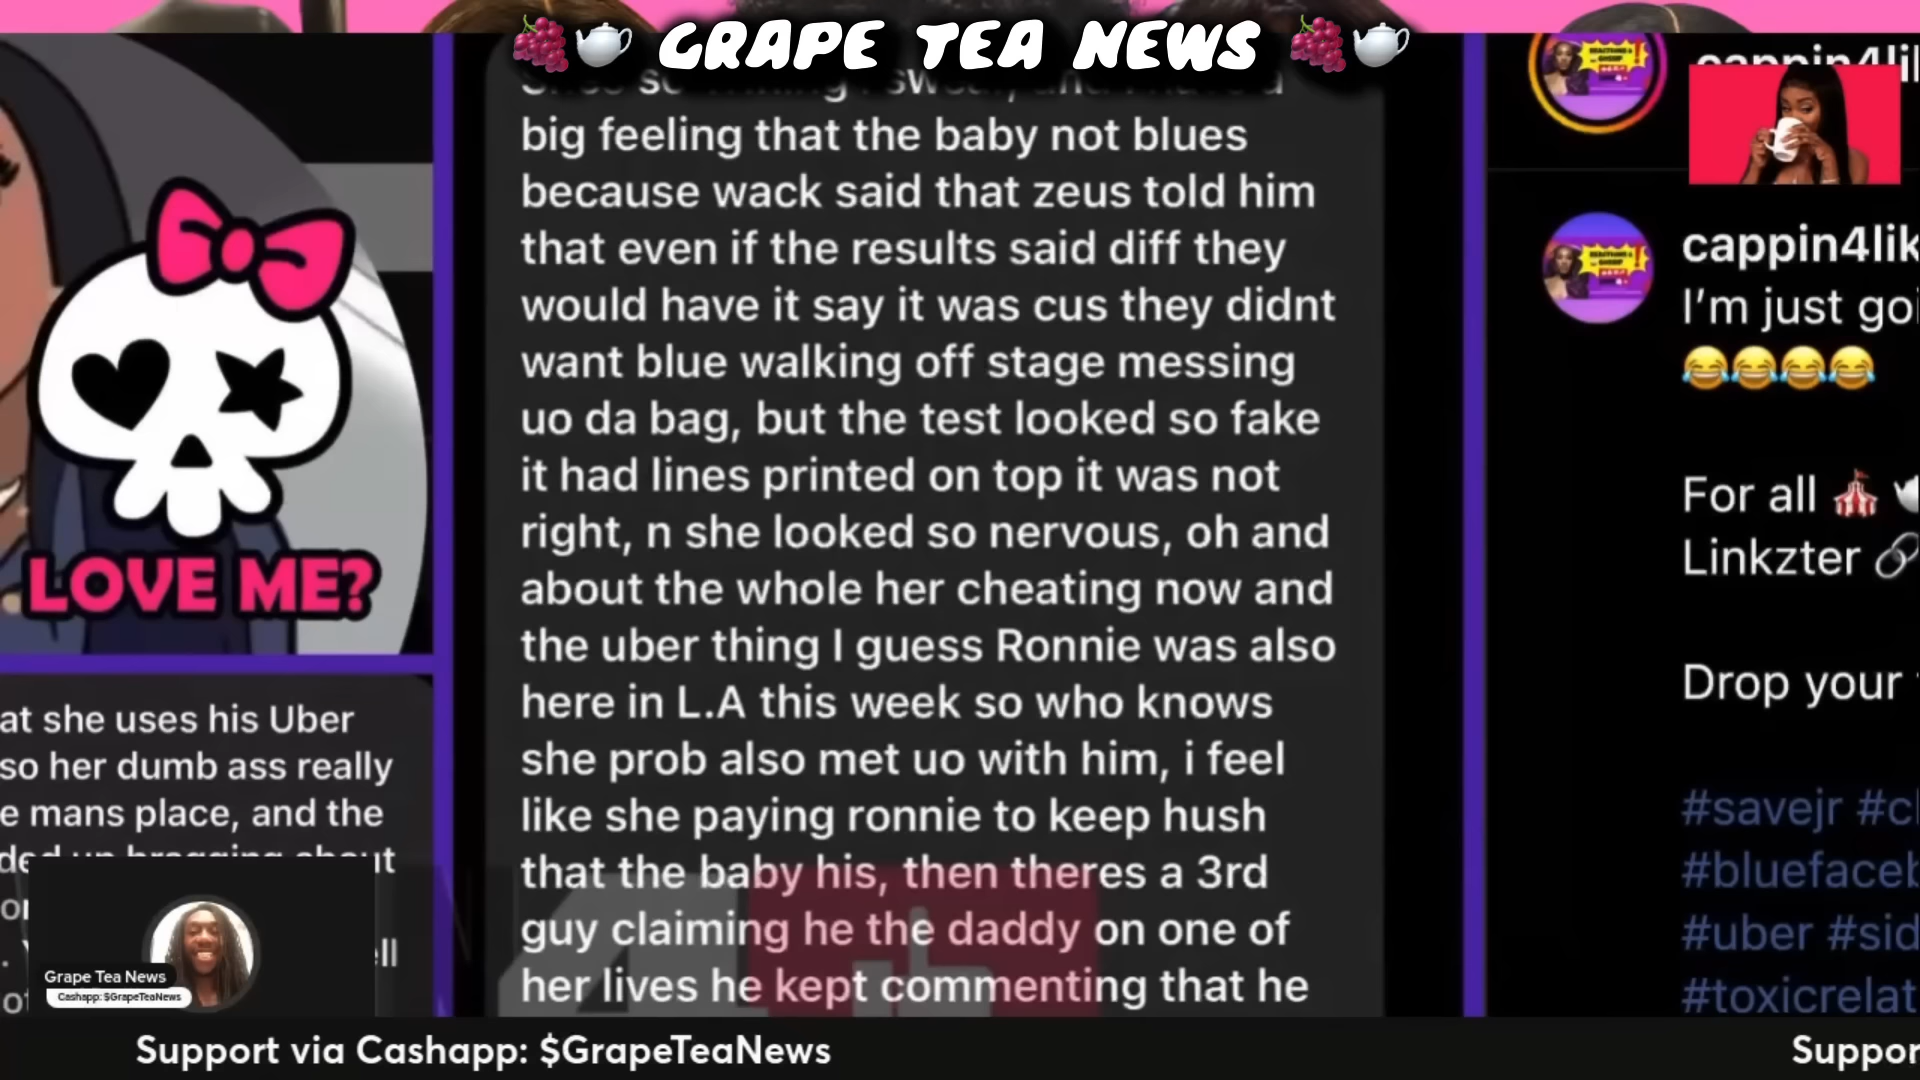 GRAPE TEA NEWS
big feeling that the baby not blues
because wack said that zeus told him
that even if the results said diff they
would have it say it was cus they didnt
want blue walking off stage messing
uo da bag, but the test looked so fake
it had lines printed on top it was not
right, n she looked so nervous, oh and
about the whole her cheating now and
the uber thing I guess Ronnie was also
here in L.A this week so who knows
she prob also met uo with him, i feel
like she paying ronnie to keep hush
that the baby his, then theres a 3rd
guy claiming he the daddy on one of
her lives he kept commenting that he
LOVE ME?
at she uses his Uber
so her dumb ass really
e mans place, and the
Grape Tea News
Cashapp: $GrapeTeaNews
cappin4lik
cappin4lik
I'm just goi
😂😂😂😂
For all 🎪
Linkzter 🔗
Drop your
#savejr #cl
#bluefaceb
#uber #sid
#toxicrelat
Support via Cashapp: $GrapeTeaNews
Suppor